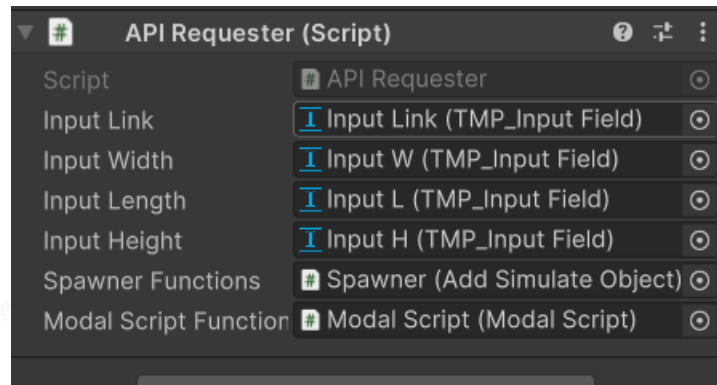 # API Requester (Script)
Script # API Requester
Input Link Input Link (TMP_Input Field)
Input Width Input W (TMP_Input Field)
Input Length Input L (TMP_Input Field)
Input Height Input H (TMP_Input Field)
Spawner Functions # Spawner (Add Simulate Object)
Modal Script Function # Modal Script (Modal Script)